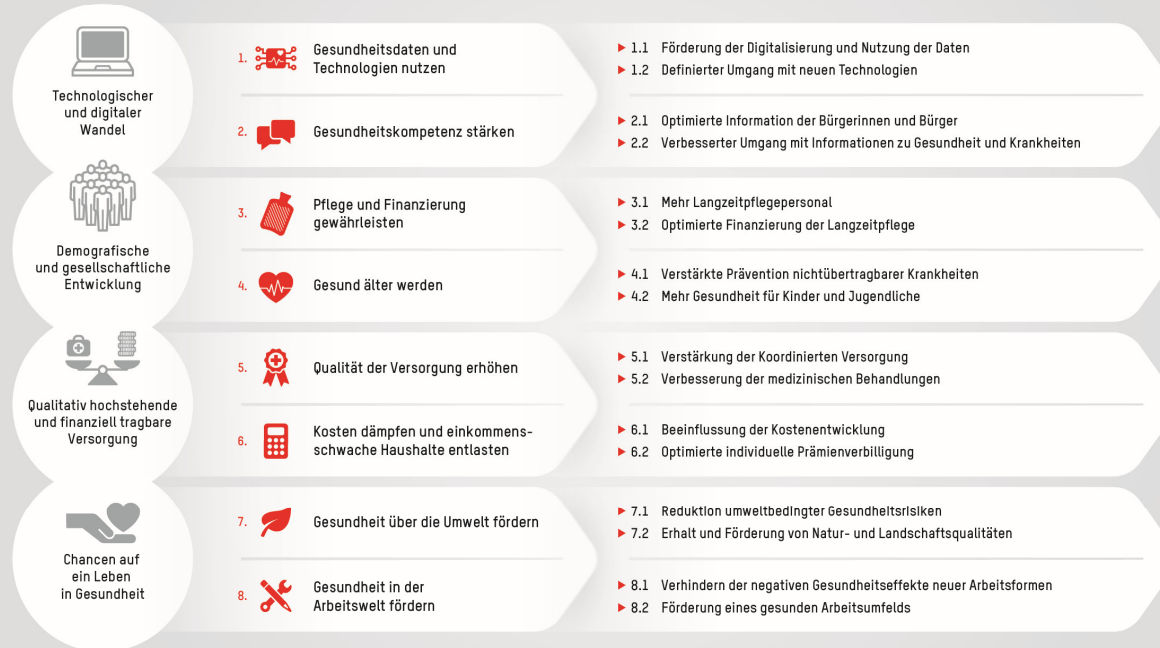 Technologischer
und digitaler
Wandel
1. Gesundheitsdaten und
Technologien nutzen
▶ 1.1 Förderung der Digitalisierung und Nutzung der Daten
▶ 1.2 Definierter Umgang mit neuen Technologien
2. Gesundheitskompetenz stärken
▶ 2.1 Optimierte Information der Bürgerinnen und Bürger
▶ 2.2 Verbesserter Umgang mit Informationen zu Gesundheit und Krankheiten
Demografische
und gesellschaftliche
Entwicklung
3. Pflege und Finanzierung
gewährleisten
▶ 3.1 Mehr Langzeitpflegepersonal
▶ 3.2 Optimierte Finanzierung der Langzeitpflege
4. Gesund älter werden
▶ 4.1 Verstärkte Prävention nichtübertragbarer Krankheiten
▶ 4.2 Mehr Gesundheit für Kinder und Jugendliche
Qualitativ hochstehende
und finanziell tragbare
Versorgung
5. Qualität der Versorgung erhöhen
▶ 5.1 Verstärkung der Koordinierten Versorgung
▶ 5.2 Verbesserung der medizinischen Behandlungen
6. Kosten dämpfen und einkommens-
schwache Haushalte entlasten
▶ 6.1 Beeinflussung der Kostenentwicklung
▶ 6.2 Optimierte individuelle Prämienverbilligung
Chancen auf
ein Leben
in Gesundheit
7. Gesundheit über die Umwelt fördern
▶ 7.1 Reduktion umweltbedingter Gesundheitsrisiken
▶ 7.2 Erhalt und Förderung von Natur- und Landschaftsqualitäten
8. Gesundheit in der
Arbeitswelt fördern
▶ 8.1 Verhindern der negativen Gesundheitseffekte neuer Arbeitsformen
▶ 8.2 Förderung eines gesunden Arbeitsumfelds